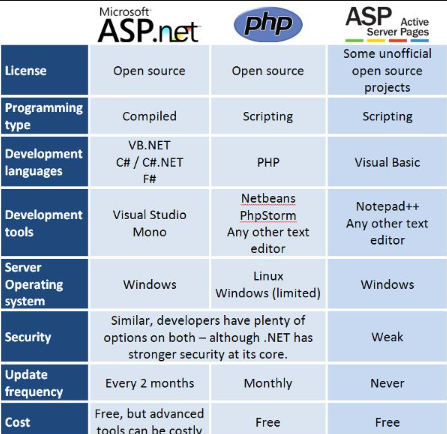 Microsoft
ASP.net
php
ASP Active
Server Pages
License
Open source
Open source
Some unofficial
open source
projects
Programming
type
Compiled
Scripting
Scripting
Development
languages
VB.NET
C# / C#.NET
F#
PHP
Visual Basic
Development
tools
Visual Studio
Mono
Netbeans
PhpStorm
Any other text
editor
Notepad++
Any other text
editor
Server
Operating
system
Windows
Linux
Windows (limited)
Windows
Security
Similar, developers have plenty of
options on both – although .NET has
stronger security at its core.
Weak
Update
frequency
Every 2 months
Monthly
Never
Cost
Free, but advanced
tools can be costly
Free
Free